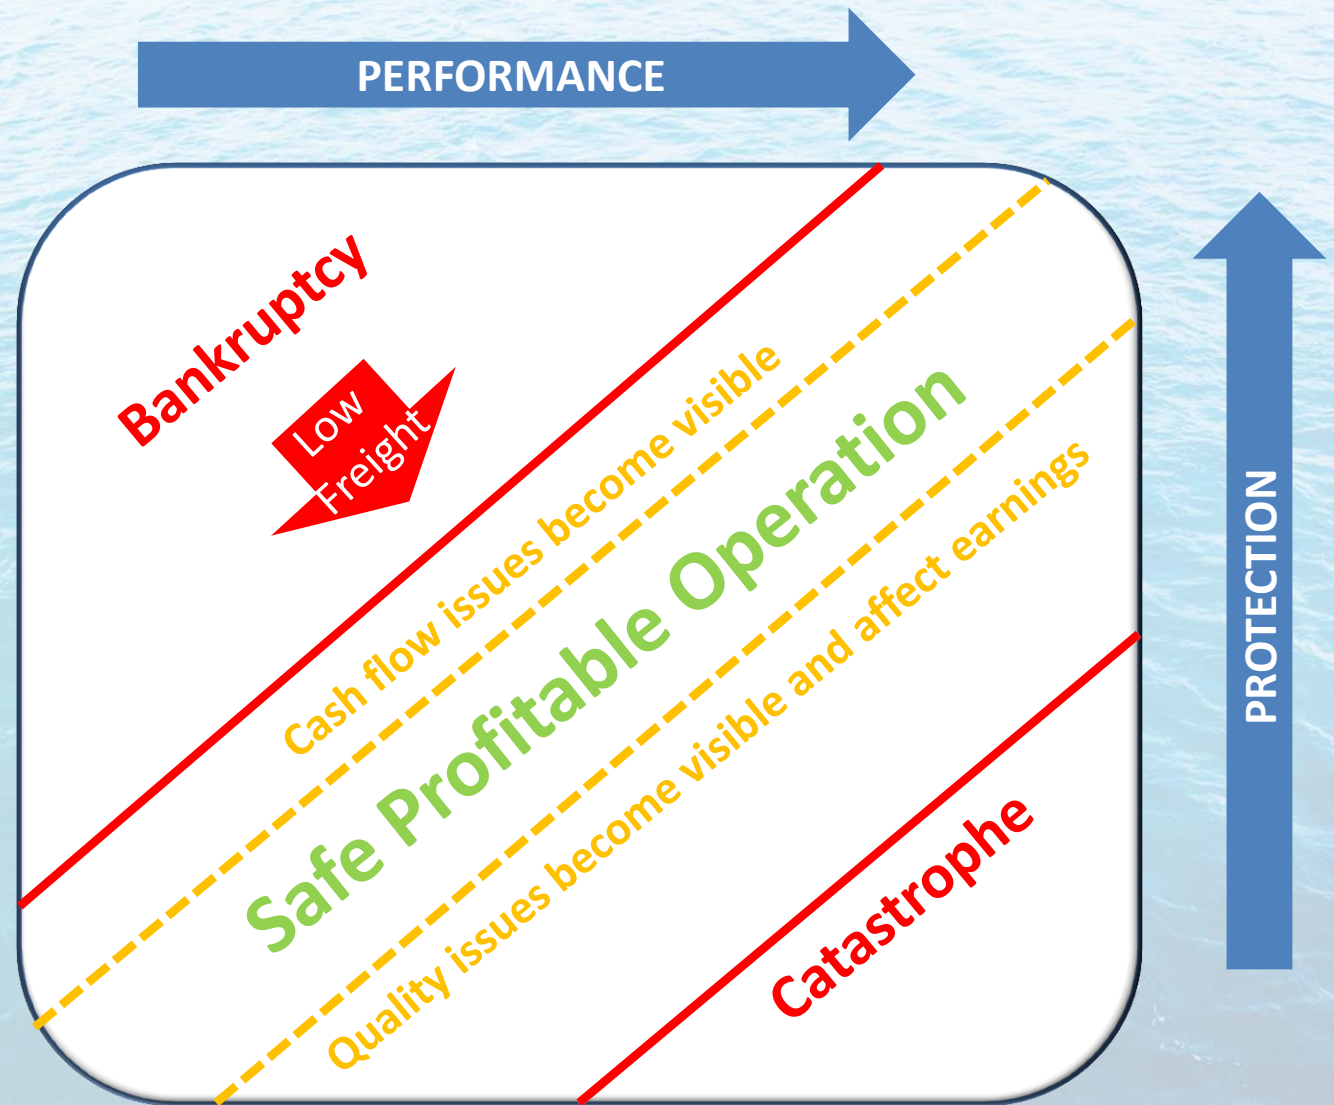 PERFORMANCE
Bankruptcy
Low
Freight
Cash flow issues become visible
Safe Profitable Operation
Quality issues become visible and affect earnings
Catastrophe
PROTECTION